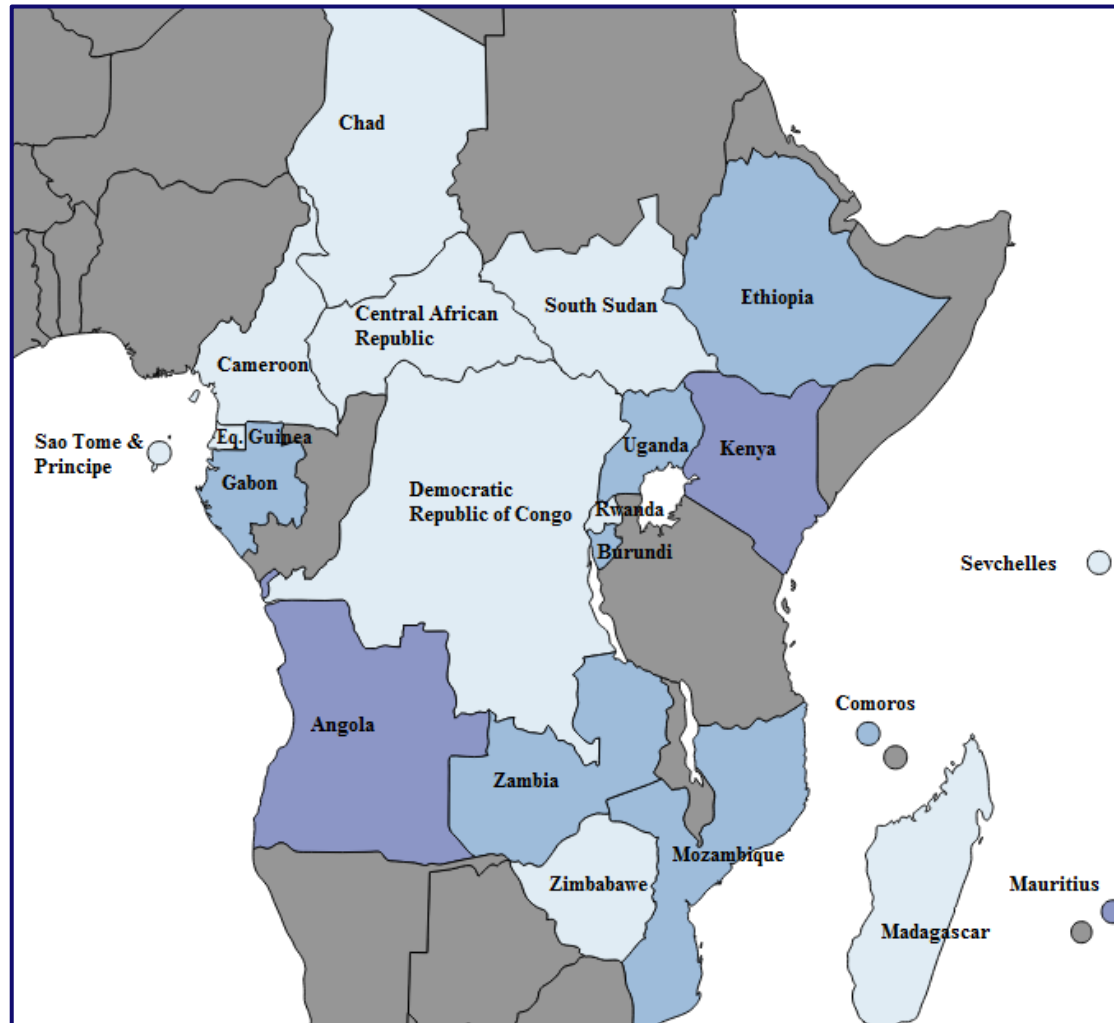 Chad
Ethiopia
South Sudan
Central African
Republic
Cameroon
Sao Tome &
Principe
Eq. Guinea
Uganda
Kenya
Gabon
Democratic
Republic of Congo
Rwanda
Burundi
Sevchelles
Comoros
Angola
Zambia
Mozambique
Zimbabawe
Mauritius
Madagascar